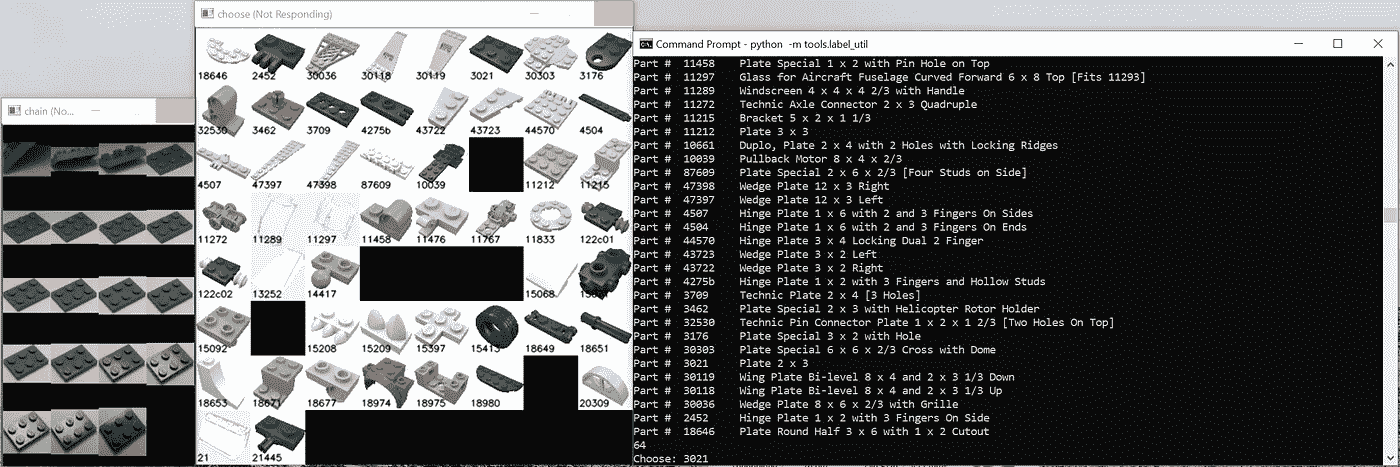 choose (Not Responding)
18646 2452 30036 30118 30119 3021 30303 3176
32530 3462 3709 4275b 43722 43723 44570 4504
4507 47397 47398 87609 10039 11212 11215
11272 11289 11297 11458 11476 11767 11833 122c01
122c02 13252 14417 15068
15092 15208 15209 15397 15413 18649 18651
18653 18671 18677 18974 18975 18980 20309
21 21445
chain (No...
Command Prompt - python -m tools.label_util
Part # 11458 Plate Special 1 x 2 with Pin Hole on Top
Part # 11297 Glass for Aircraft Fuselage Curved Forward 6 x 8 Top [Fits 11293]
Part # 11289 Windscreen 4 x 4 x 4 2/3 with Handle
Part # 11272 Technic Axle Connector 2 x 3 Quadruple
Part # 11215 Bracket 5 x 2 x 1 1/3
Part # 11212 Plate 3 x 3
Part # 10661 Duplo, Plate 2 x 4 with 2 Holes with Locking Ridges
Part # 10039 Pullback Motor 8 x 4 x 2/3
Part # 87609 Plate Special 2 x 6 x 2/3 [Four Studs on Side]
Part # 47398 Wedge Plate 12 x 3 Right
Part # 47397 Wedge Plate 12 x 3 Left
Part # 4507 Hinge Plate 1 x 6 with 2 and 3 Fingers On Sides
Part # 4504 Hinge Plate 1 x 6 with 2 and 3 Fingers On Ends
Part # 44570 Hinge Plate 3 x 4 Locking Dual 2 Finger
Part # 43723 Wedge Plate 3 x 2 Left
Part # 43722 Wedge Plate 3 x 2 Right
Part # 4275b Hinge Plate 1 x 2 with 3 Fingers and Hollow Studs
Part # 3709 Technic Plate 2 x 4 [3 Holes]
Part # 3462 Plate Special 2 x 3 with Helicopter Rotor Holder
Part # 32530 Technic Pin Connector Plate 1 x 2 x 1 2/3 [Two Holes On Top]
Part # 3176 Plate Special 3 x 2 with Hole
Part # 30303 Plate Special 6 x 6 x 2/3 Cross with Dome
Part # 3021 Plate 2 x 3
Part # 30119 Wing Plate Bi-level 8 x 4 and 2 x 3 1/3 Down
Part # 30118 Wing Plate Bi-level 8 x 4 and 2 x 3 1/3 Up
Part # 30036 Wedge Plate 8 x 6 x 2/3 with Grille
Part # 2452 Hinge Plate 1 x 2 with 3 Fingers On Side
Part # 18646 Plate Round Half 3 x 6 with 1 x 2 Cutout
64
Choose: 3021